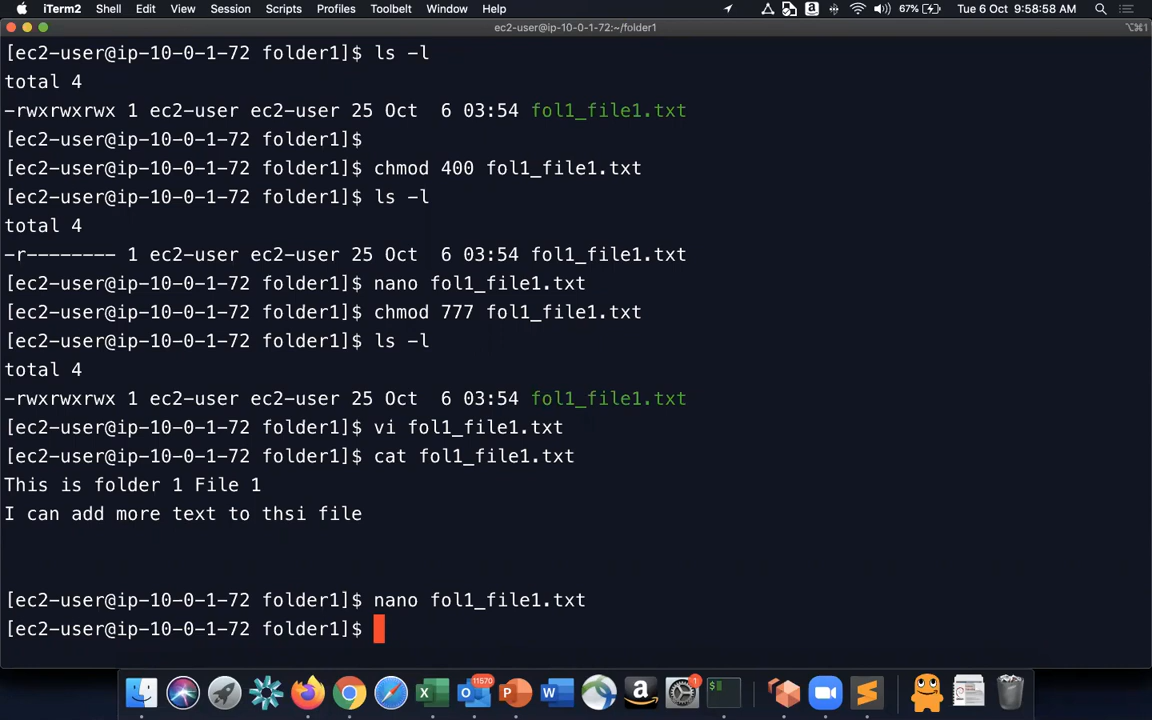 iTerm2 Shell Edit View Session Scripts Profiles Toolbelt Window Help 67% Tue 6 Oct 9:58:58 AM
ec2-user@ip-10-0-1-72:~/folder1 ⌥⌘1
[ec2-user@ip-10-0-1-72 folder1]$ ls -l
total 4
-rwxrwxrwx 1 ec2-user ec2-user 25 Oct  6 03:54 fol1_file1.txt
[ec2-user@ip-10-0-1-72 folder1]$
[ec2-user@ip-10-0-1-72 folder1]$ chmod 400 fol1_file1.txt
[ec2-user@ip-10-0-1-72 folder1]$ ls -l
total 4
-r-------- 1 ec2-user ec2-user 25 Oct  6 03:54 fol1_file1.txt
[ec2-user@ip-10-0-1-72 folder1]$ nano fol1_file1.txt
[ec2-user@ip-10-0-1-72 folder1]$ chmod 777 fol1_file1.txt
[ec2-user@ip-10-0-1-72 folder1]$ ls -l
total 4
-rwxrwxrwx 1 ec2-user ec2-user 25 Oct  6 03:54 fol1_file1.txt
[ec2-user@ip-10-0-1-72 folder1]$ vi fol1_file1.txt
[ec2-user@ip-10-0-1-72 folder1]$ cat fol1_file1.txt
This is folder 1 File 1
I can add more text to thsi file
[ec2-user@ip-10-0-1-72 folder1]$ nano fol1_file1.txt
[ec2-user@ip-10-0-1-72 folder1]$
11570 1